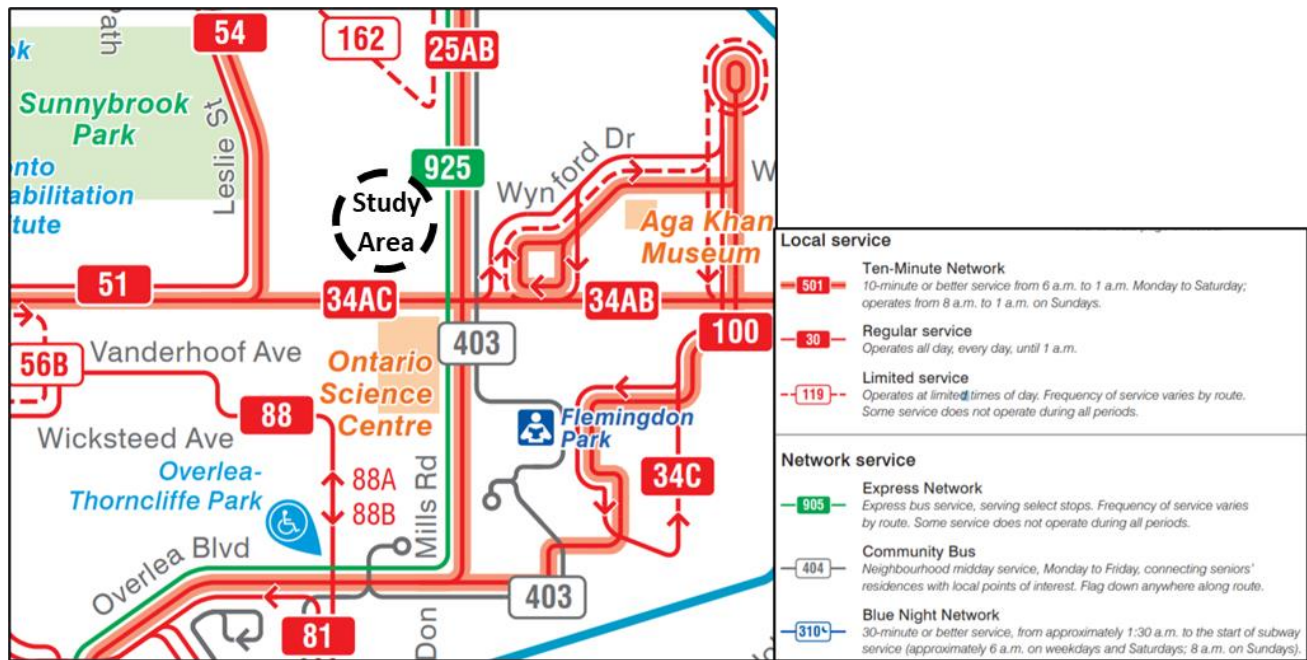 Path
54
162
25AB
ok
Sunnybrook
Park
Leslie St
onto
abilitation
itute
925
Study
Area
Wynford Dr
W
Aga Khan
Museum
51
34AC
34AB
100
403
56B
Vanderhoof Ave
Ontario
Science
Centre
88
Wicksteed Ave
Flemingdon
Park
Overlea-
Thorncliffe Park
88A
88B
34C
Mills Rd
Overlea Blvd
403
81
Don
Local service
501
Ten-Minute Network
10-minute or better service from 6 a.m. to 1 a.m. Monday to Saturday;
operates from 8 a.m. to 1 a.m. on Sundays.
30
Regular service
Operates all day, every day, until 1 a.m.
119
Limited service
Operates at limited times of day. Frequency of service varies by route.
Some service does not operate during all periods.
Network service
905
Express Network
Express bus service, serving select stops. Frequency of service varies
by route. Some service does not operate during all periods.
404
Community Bus
Neighbourhood midday service, Monday to Friday, connecting seniors'
residences with local points of interest. Flag down anywhere along route.
310
Blue Night Network
30-minute or better service, from approximately 1:30 a.m. to the start of subway
service (approximately 6 a.m. on weekdays and Saturdays; 8 a.m. on Sundays).